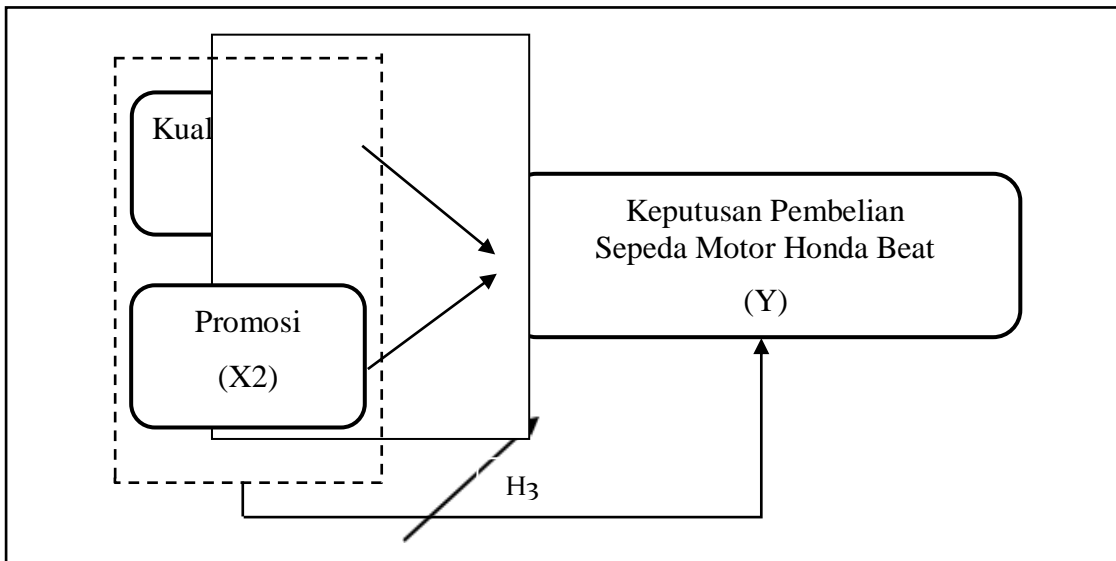 Kual
Promosi
(X2)
Keputusan Pembelian
Sepeda Motor Honda Beat
(Y)
H3